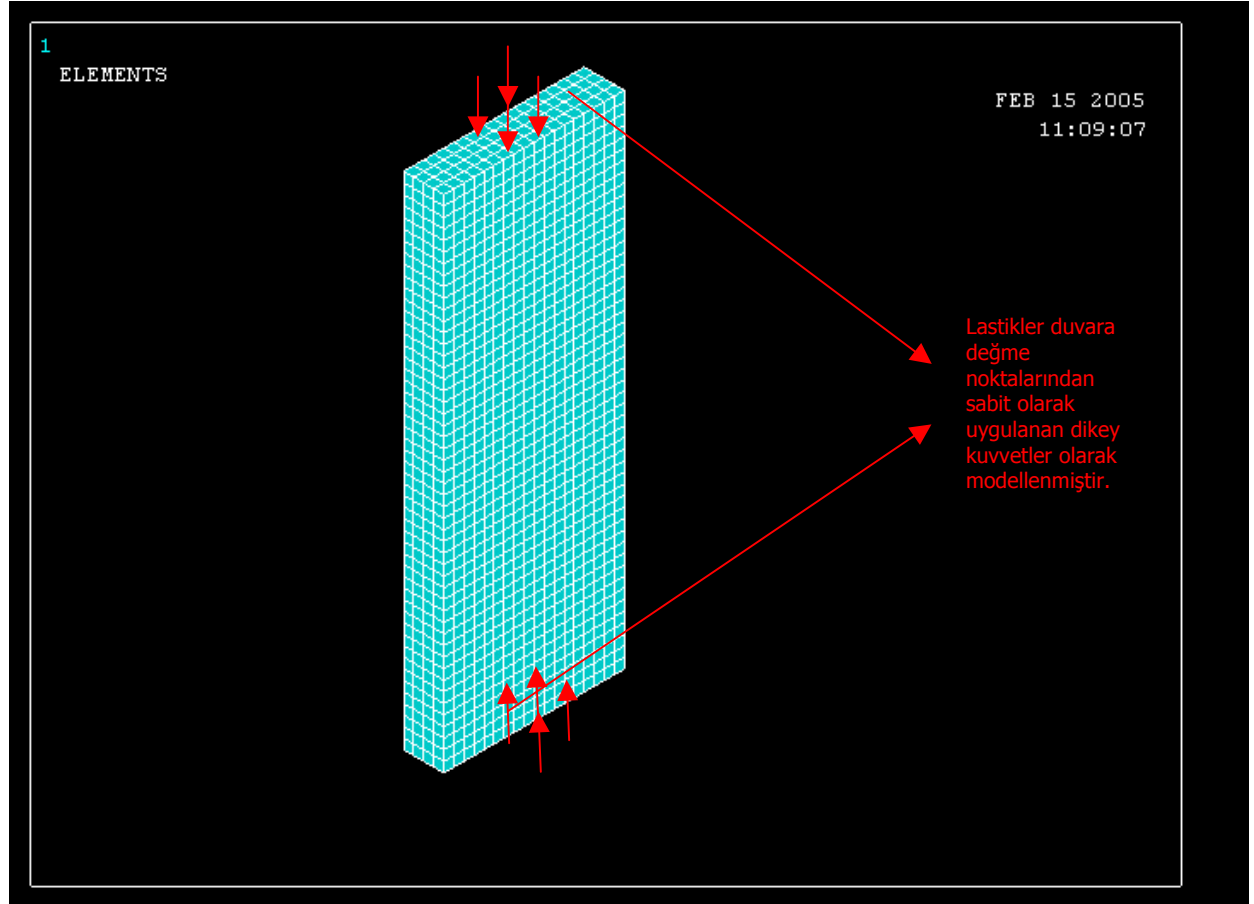 1
ELEMENTS
FEB 15 2005
11:09:07
Lastikler duvara
değme
noktalarından
sabit olarak
uygulanan dikey
kuvvetler olarak
modellenmiştir.